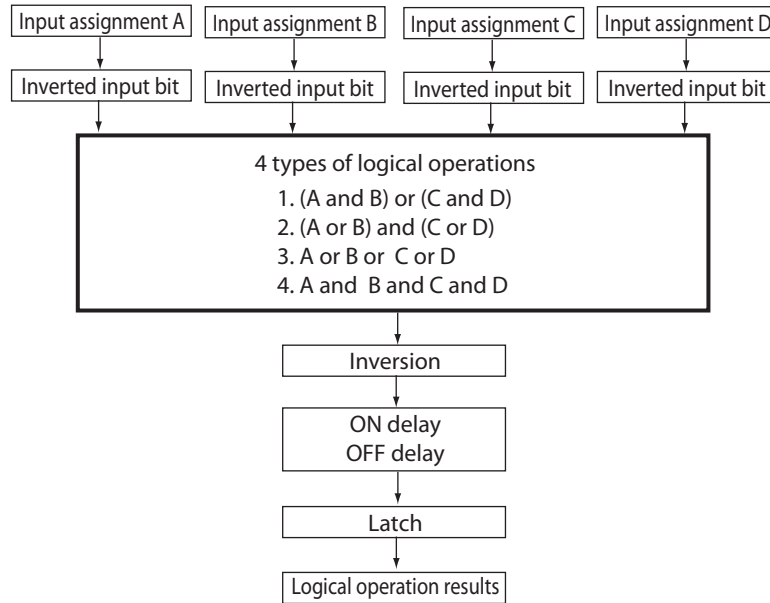 Input assignment A
Input assignment B
Input assignment C
Input assignment D
Inverted input bit
Inverted input bit
Inverted input bit
Inverted input bit
4 types of logical operations
1. (A and B) or (C and D)
2. (A or B) and (C or D)
3. A or B or C or D
4. A and B and C and D
Inversion
ON delay
OFF delay
Latch
Logical operation results